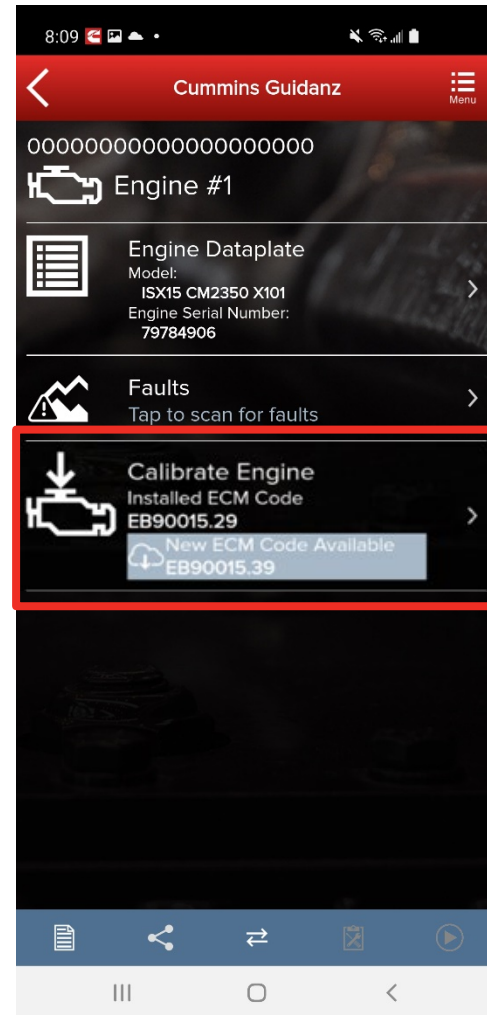 8:09
Cummins Guidanz
Menu
00000000000000000000
Engine #1
Engine Dataplate
Model:
ISX15 CM2350 X101
Engine Serial Number:
79784906
Faults
Tap to scan for faults
Calibrate Engine
Installed ECM Code
EB90015.29
New ECM Code Available
EB90015.39